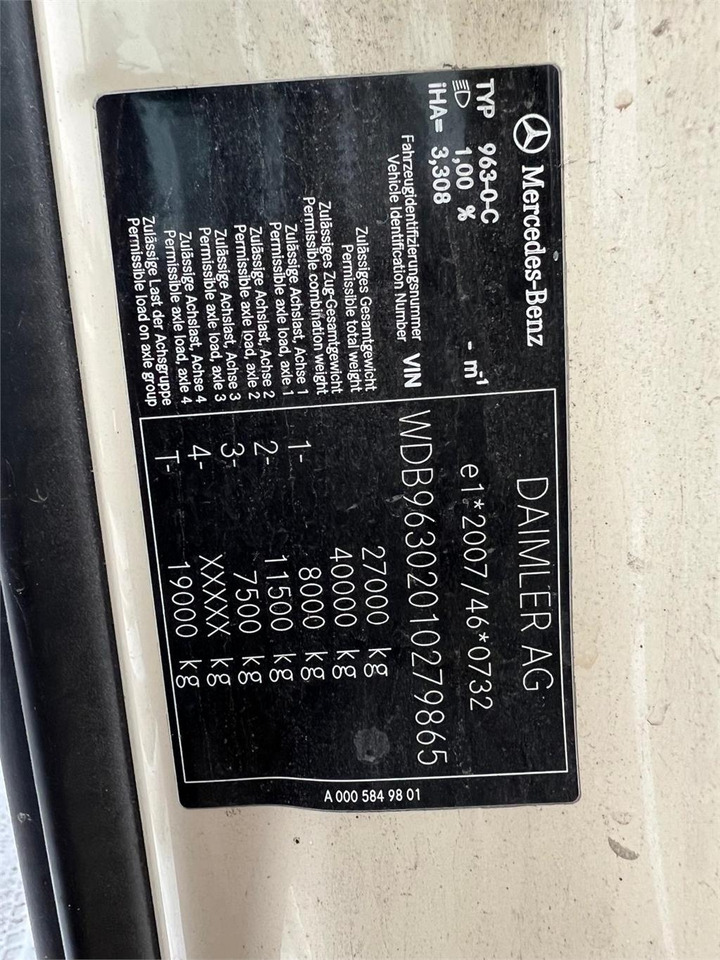 Mercedes-Benz
TYP 963-0-C
1,00 % - m-1
iHA= 3,308
DAIMLER AG
e1*2007/46*0732
Fahrzeugidentifizierungsnummer
Vehicle Identification Number VIN WDB96302010279865
Zulässiges Gesamtgewicht
Permissible total weight 27000 kg
Zulässiges Zug-Gesamtgewicht
Permissible combination weight 40000 kg
Zulässige Achslast, Achse 1
Permissible axle load, axle 1 1- 8000 kg
Zulässige Achslast, Achse 2
Permissible axle load, axle 2 2- 11500 kg
Zulässige Achslast, Achse 3
Permissible axle load, axle 3 3- 7500 kg
Zulässige Achslast, Achse 4
Permissible axle load, axle 4 4- XXXXX kg
Zulässige Last der Achsgruppe
Permissible load on axle group T- 19000 kg
A 000 584 98 01